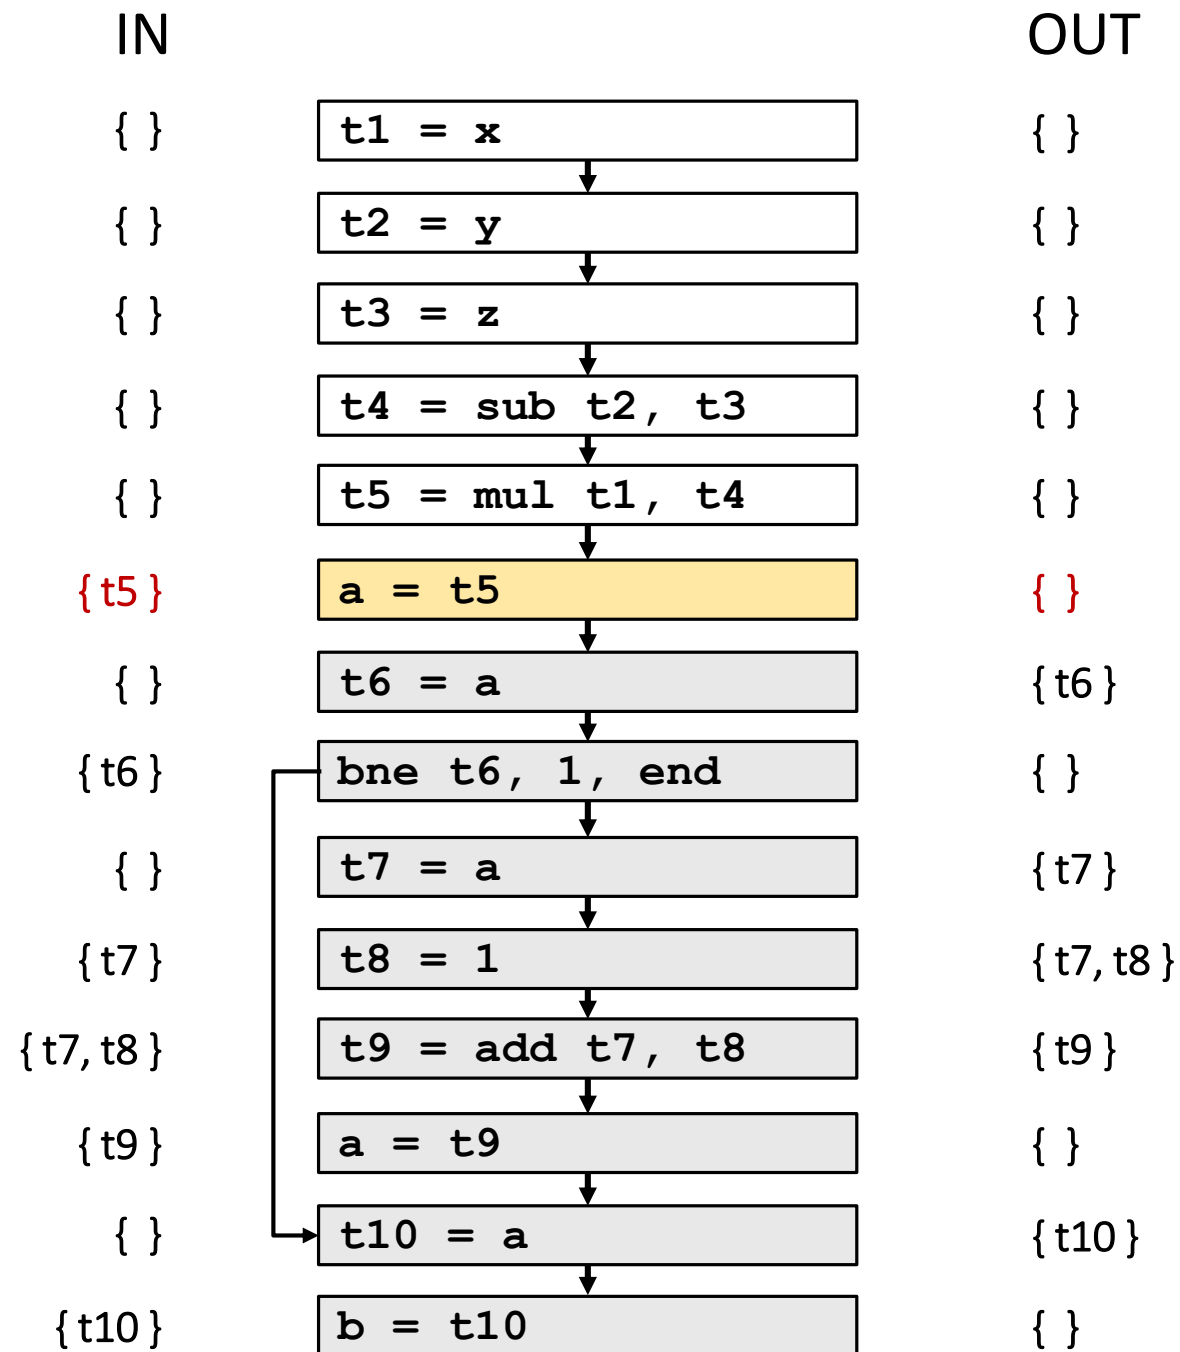 IN OUT
{ } t1 = x { }
{ } t2 = y { }
{ } t3 = z { }
{ } t4 = sub t2, t3 { }
{ } t5 = mul t1, t4 { }
{ t5 } a = t5 { }
{ } t6 = a { t6 }
{ t6 } bne t6, 1, end { }
{ } t7 = a { t7 }
{ t7 } t8 = 1 { t7, t8 }
{ t7, t8 } t9 = add t7, t8 { t9 }
{ t9 } a = t9 { }
{ } t10 = a { t10 }
{ t10 } b = t10 { }